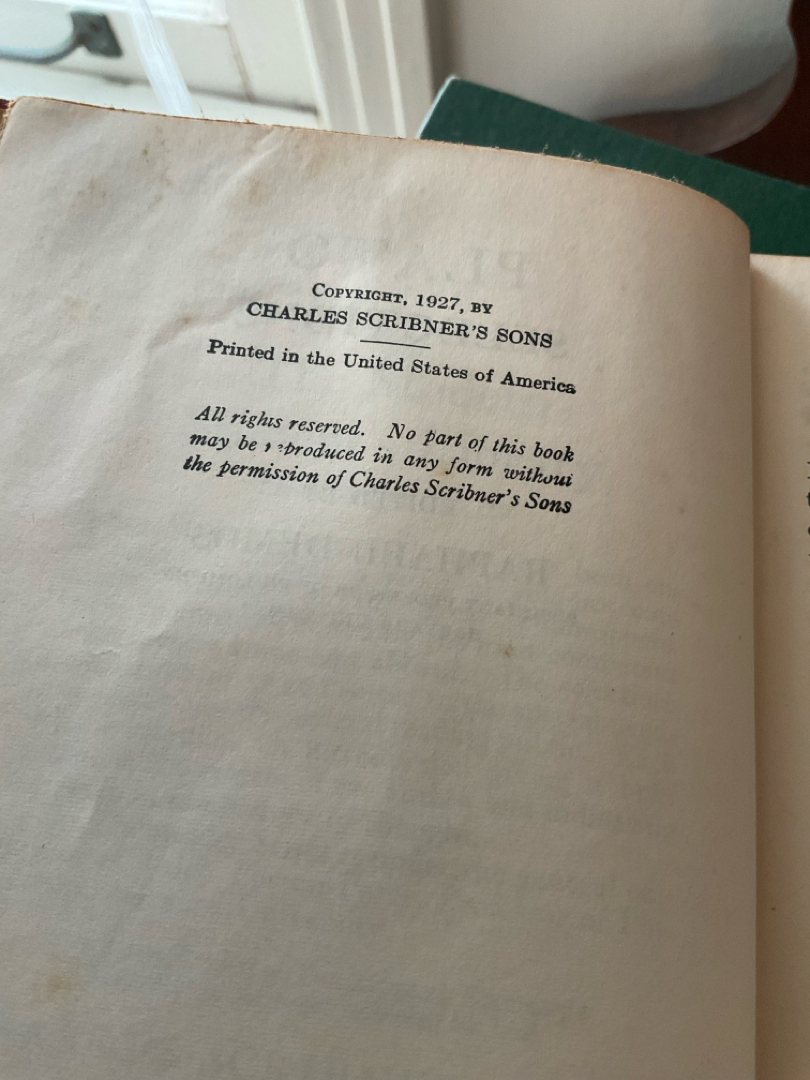 COPYRIGHT, 1927, BY
CHARLES SCRIBNER'S SONS
Printed in the United States of America
All rights reserved. No part of this book
may be reproduced in any form without
the permission of Charles Scribner's Sons